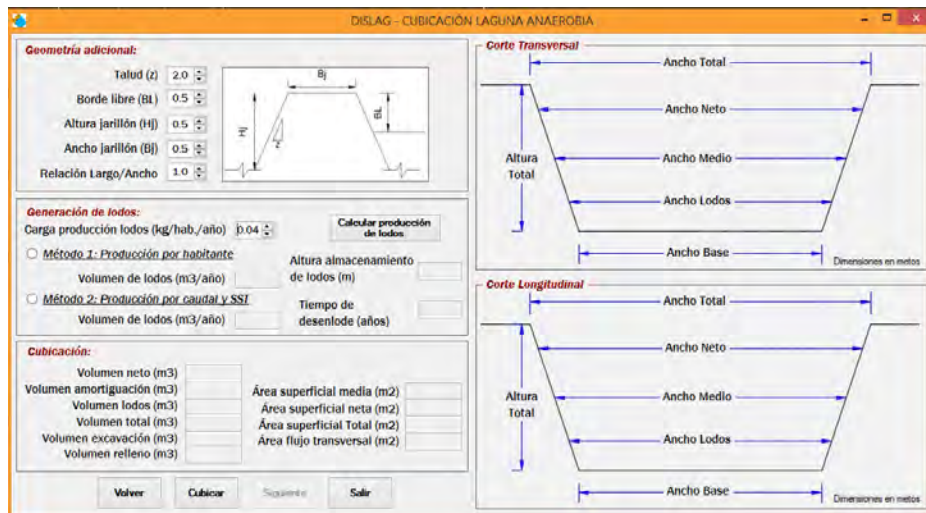 DISLAG - CUBICACIÓN LAGUNA ANAEROBIA
Geometría adicional:
Talud (z) 2.0
Borde libre (BL) 0.5
Altura jarillón (Hj) 0.5
Ancho jarillón (Bj) 0.5
Relación Largo/Ancho 1.0
Bj
Hj
BL
z
Generación de lodos:
Carga producción lodos (kg/hab./año) 0.04
Calcular producción
de lodos
Método 1: Producción por habitante
Volumen de lodos (m3/año)
Método 2: Producción por caudal y SST
Volumen de lodos (m3/año)
Altura almacenamiento
de lodos (m)
Tiempo de
desenlode (años)
Cubicación:
Volumen neto (m3)
Volumen amortiguación (m3)
Volumen lodos (m3)
Volumen total (m3)
Volumen excavación (m3)
Volumen relleno (m3)
Área superficial media (m2)
Área superficial neta (m2)
Área superficial Total (m2)
Área flujo transversal (m2)
Volver
Cubicar
Siguiente
Salir
Corte Transversal
Ancho Total
Ancho Neto
Altura
Total
Ancho Medio
Ancho Lodos
Ancho Base
Dimensiones en metos
Corte Longitudinal
Ancho Total
Ancho Neto
Altura
Total
Ancho Medio
Ancho Lodos
Ancho Base
Dimensiones en metos